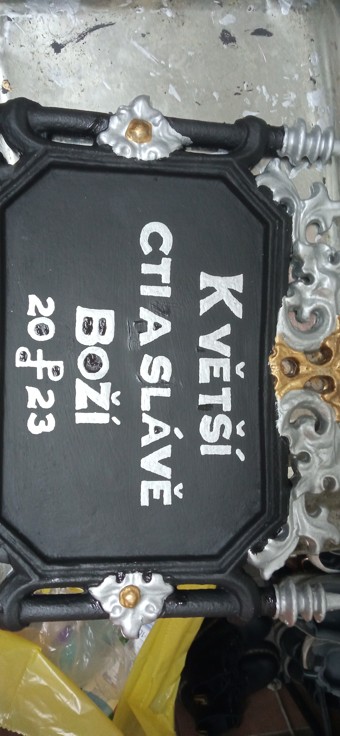 K VĚTŠÍ
CTI A SLÁVĚ
BOŽÍ
20 23